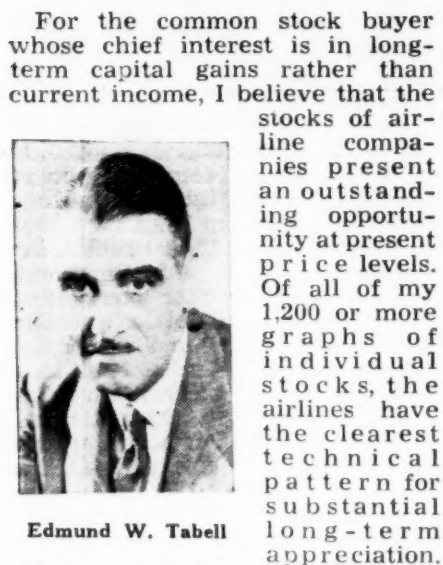 For the common stock buyer
whose chief interest is in long-
term capital gains rather than
current income, I believe that the
stocks of air-
line compa-
nies present
an outstand-
ing opportu-
nity at present
price levels.
Of all of my
1,200 or more
graphs of
individual
stocks, the
airlines have
the clearest
technical
pattern for
substantial
long-term
appreciation.
Edmund W. Tabell